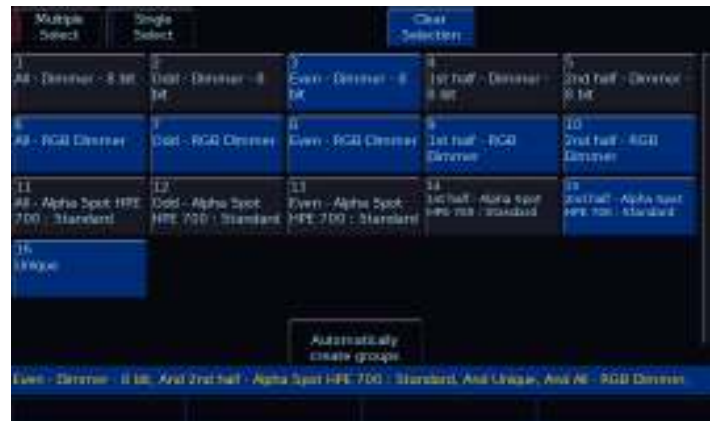 Multiple Select
Single Select
Clear Selection
1
All - Dimmer - 8 bit
2
Odd - Dimmer - 8 bit
3
Even - Dimmer - 8 bit
4
1st half - Dimmer - 8 bit
5
2nd half - Dimmer - 8 bit
6
All - RGB Dimmer
7
Odd - RGB Dimmer
8
Even - RGB Dimmer
9
1st half - RGB Dimmer
10
2nd half - RGB Dimmer
11
All - Alpha Spot HPE 700 : Standard
12
Odd - Alpha Spot HPE 700 : Standard
13
Even - Alpha Spot HPE 700 : Standard
14
1st half - Alpha Spot HPE 700 : Standard
15
2nd half - Alpha Spot HPE 700 : Standard
16
Unique
Automatically create groups
Even - Dimmer - 8 bit, And 2nd half - Alpha Spot HPE 700 : Standard, And Unique, And All - RGB Dimmer